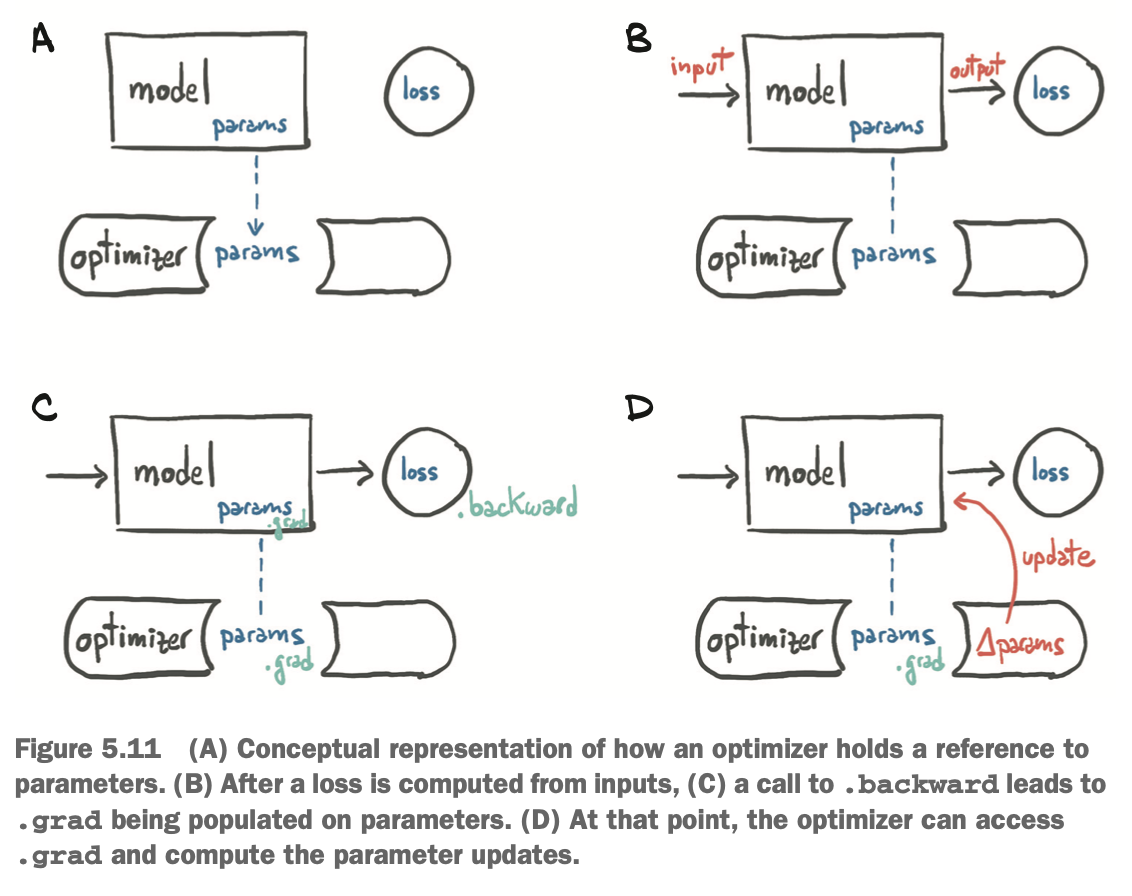 A
model
params
loss
optimizer
params
B
input
model
params
output
loss
optimizer
params
C
model
params
.grad
loss
.backward
optimizer
params
.grad
D
model
params
loss
update
optimizer
params
.grad
Δparams
Figure 5.11 (A) Conceptual representation of how an optimizer holds a reference to
parameters. (B) After a loss is computed from inputs, (C) a call to .backward leads to
.grad being populated on parameters. (D) At that point, the optimizer can access
.grad and compute the parameter updates.